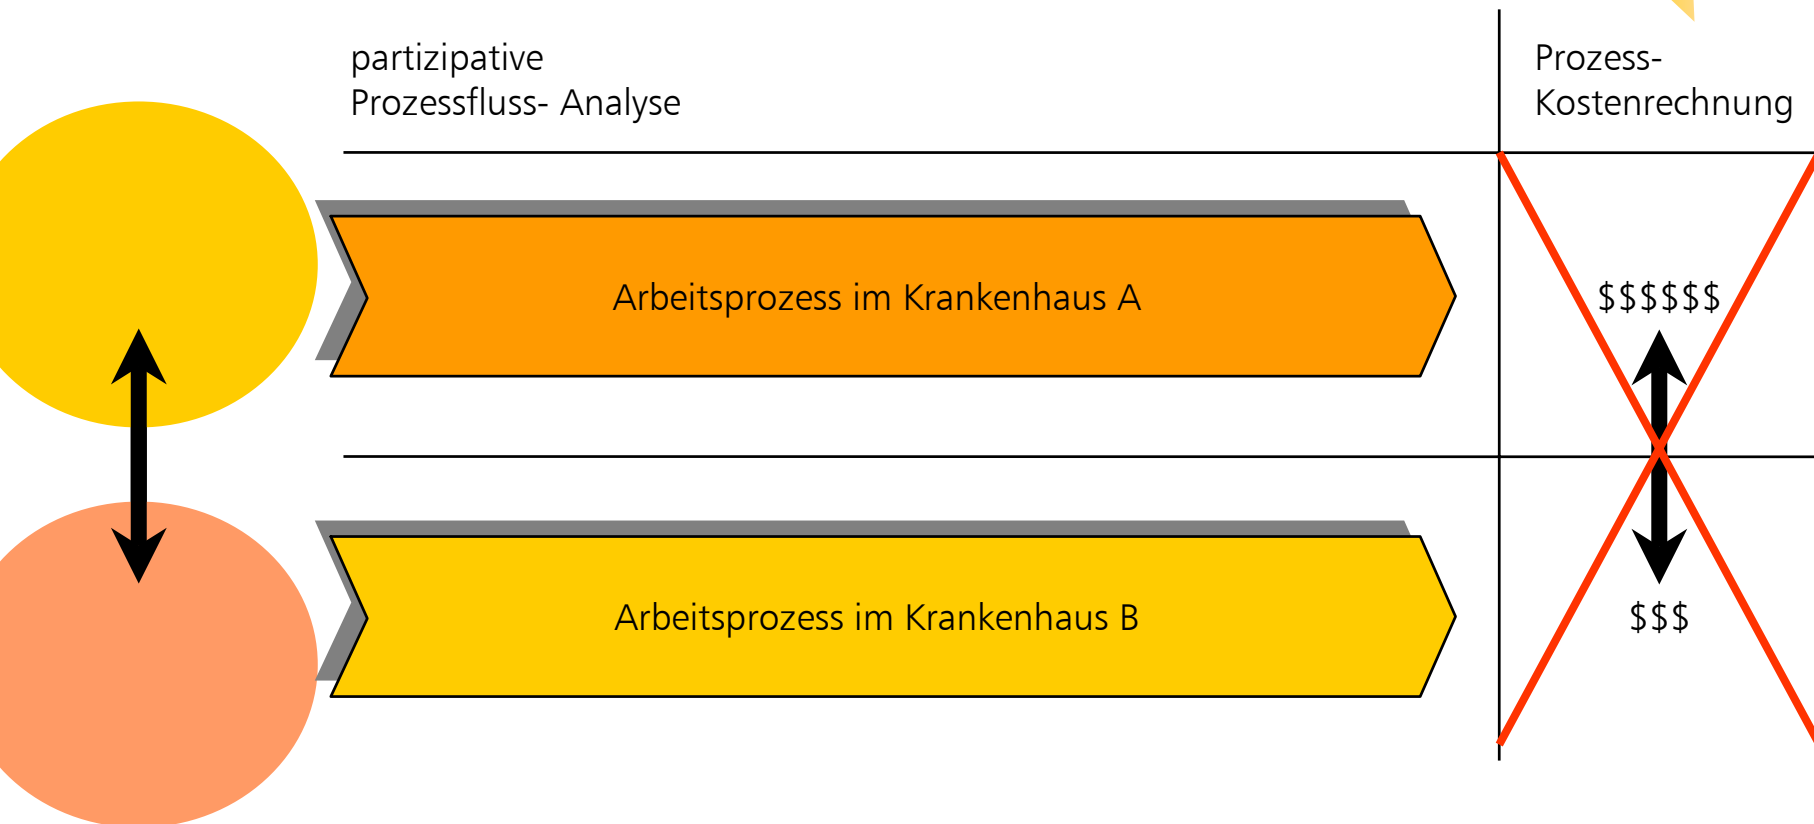 partizipative
Prozessfluss- Analyse
Prozess-
Kostenrechnung
Arbeitsprozess im Krankenhaus A
$$$$$$
Arbeitsprozess im Krankenhaus B
$$$